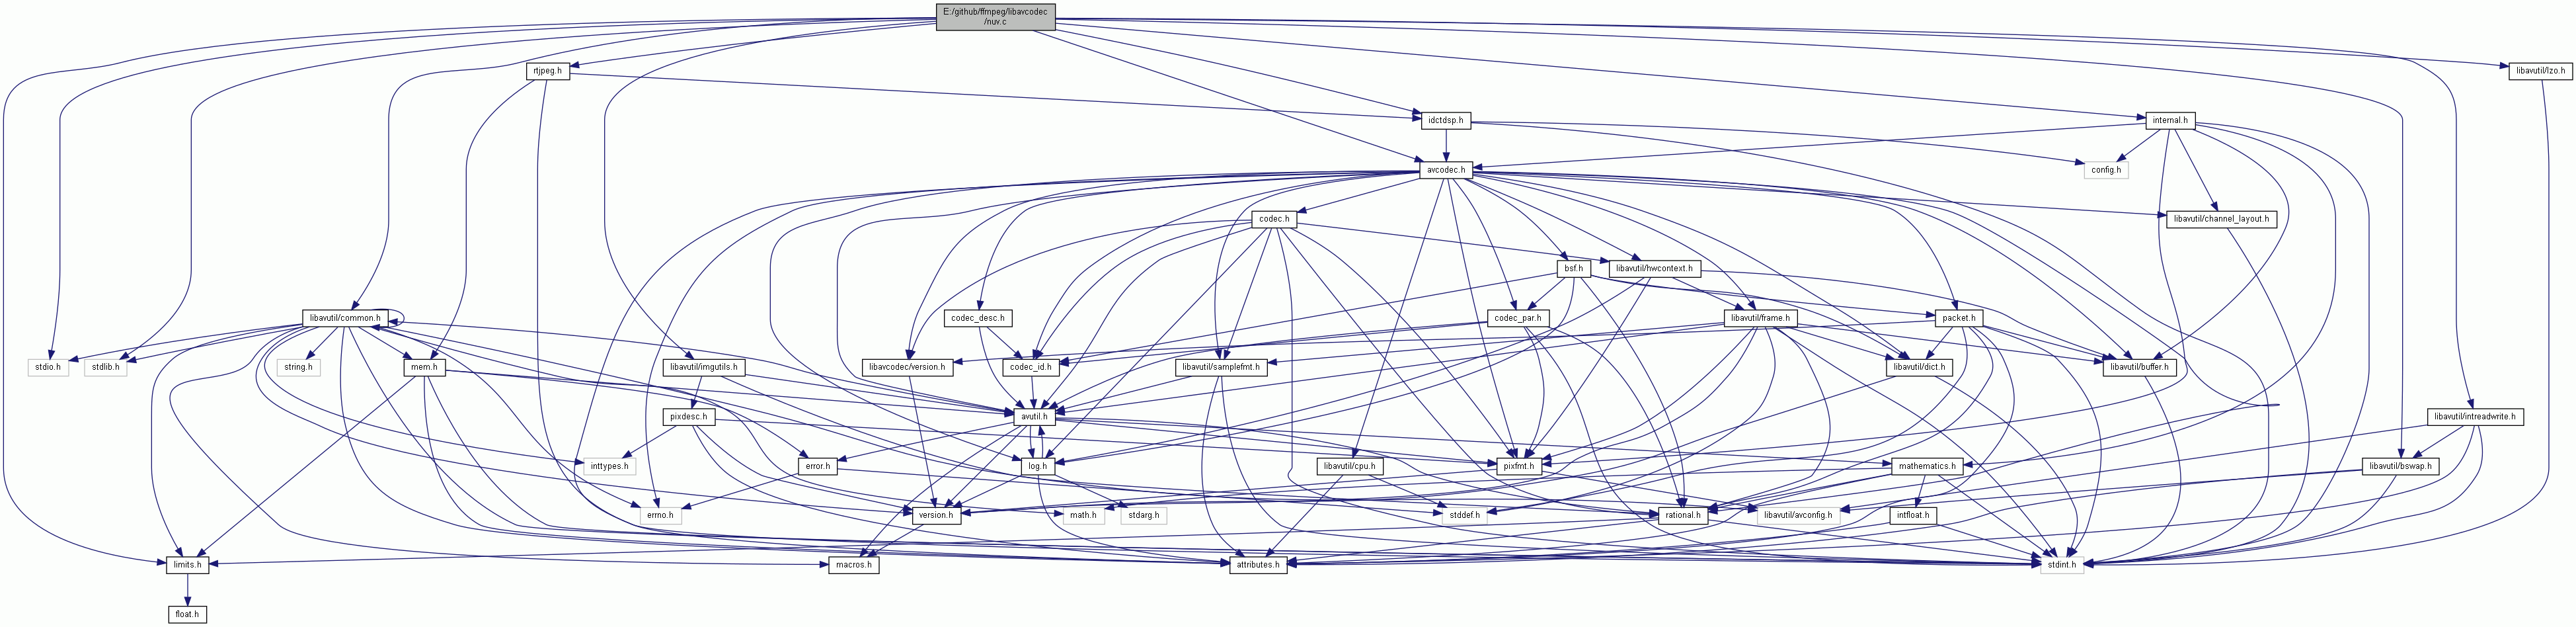 E:/github/ffmpeg/libavcodec
/nuv.c
rtjpeg.h
libavutil/lzo.h
idctdsp.h
internal.h
avcodec.h
config.h
codec.h
libavutil/channel_layout.h
bsf.h
libavutil/hwcontext.h
libavutil/common.h
codec_desc.h
codec_par.h
libavutil/frame.h
packet.h
stdio.h
stdlib.h
string.h
mem.h
libavutil/imgutils.h
libavcodec/version.h
codec_id.h
libavutil/samplefmt.h
libavutil/dict.h
libavutil/buffer.h
pixdesc.h
avutil.h
libavutil/intreadwrite.h
inttypes.h
error.h
log.h
libavutil/cpu.h
pixfmt.h
mathematics.h
libavutil/bswap.h
errno.h
version.h
math.h
stdarg.h
stddef.h
rational.h
libavutil/avconfig.h
intfloat.h
limits.h
macros.h
attributes.h
stdint.h
float.h